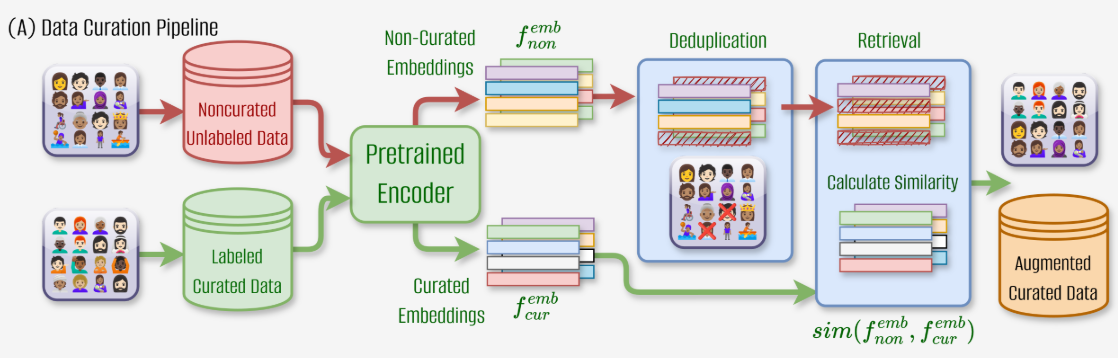 (A) Data Curation Pipeline
Noncurated
Unlabeled Data
Labeled
Curated Data
Pretrained
Encoder
Non-Curated
Embeddings
f_{non}^{emb}
Curated
Embeddings
f_{cur}^{emb}
Deduplication
Retrieval
Calculate Similarity
sim(f_{non}^{emb}, f_{cur}^{emb})
Augmented
Curated Data